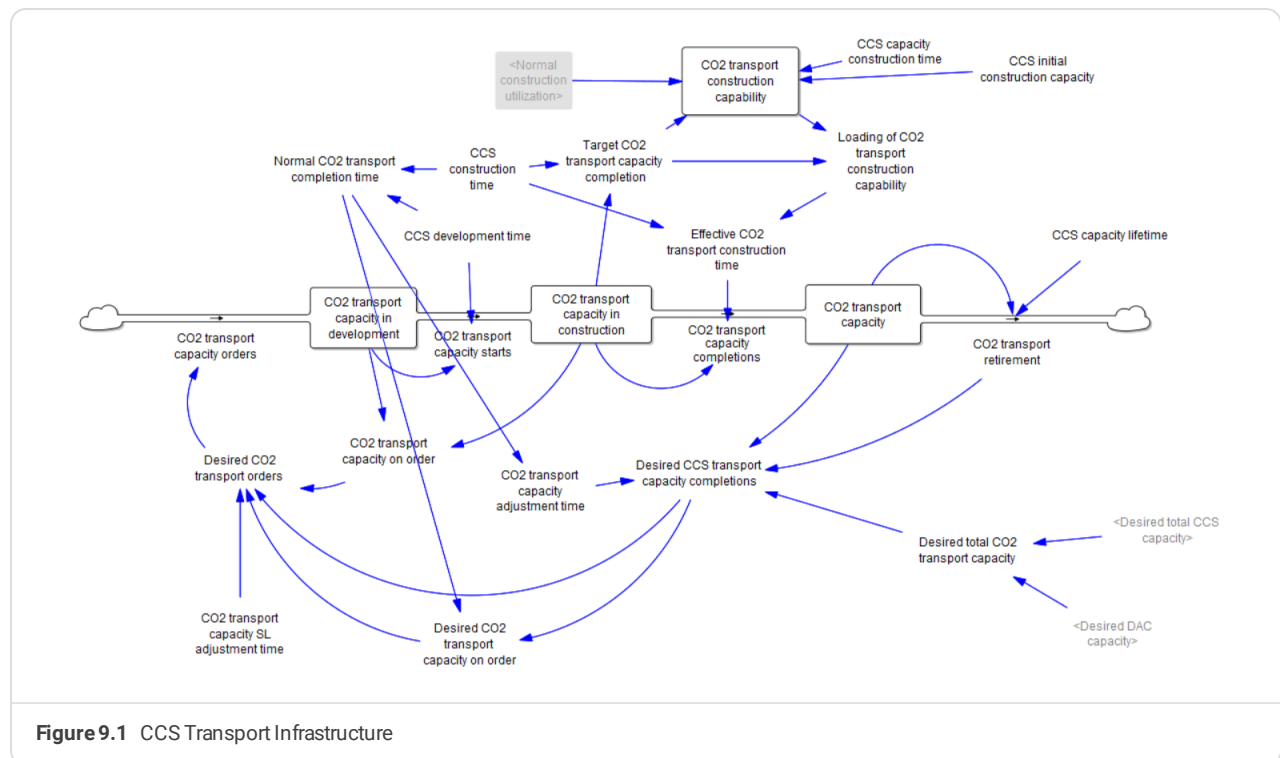 <Normal
construction
utilization>
CO2 transport
construction
capability
CCS capacity
construction time
CCS initial
construction capacity
Normal CO2 transport
completion time
CCS
construction
time
Target CO2
transport capacity
completion
Loading of CO2
transport
construction
capability
CCS development time
Effective CO2
transport construction
time
CCS capacity lifetime
CO2 transport
capacity in
development
CO2 transport
capacity in
construction
CO2 transport
capacity
CO2 transport
capacity orders
CO2 transport
capacity starts
CO2 transport
capacity
completions
CO2 transport
retirement
Desired CO2
transport orders
CO2 transport
capacity on order
CO2 transport
capacity
adjustment time
Desired CCS transport
capacity completions
Desired total CO2
transport capacity
<Desired total CCS
capacity>
<Desired DAC
capacity>
CO2 transport
capacity SL
adjustment time
Desired CO2
transport
capacity on order
Figure 9.1 CCS Transport Infrastructure